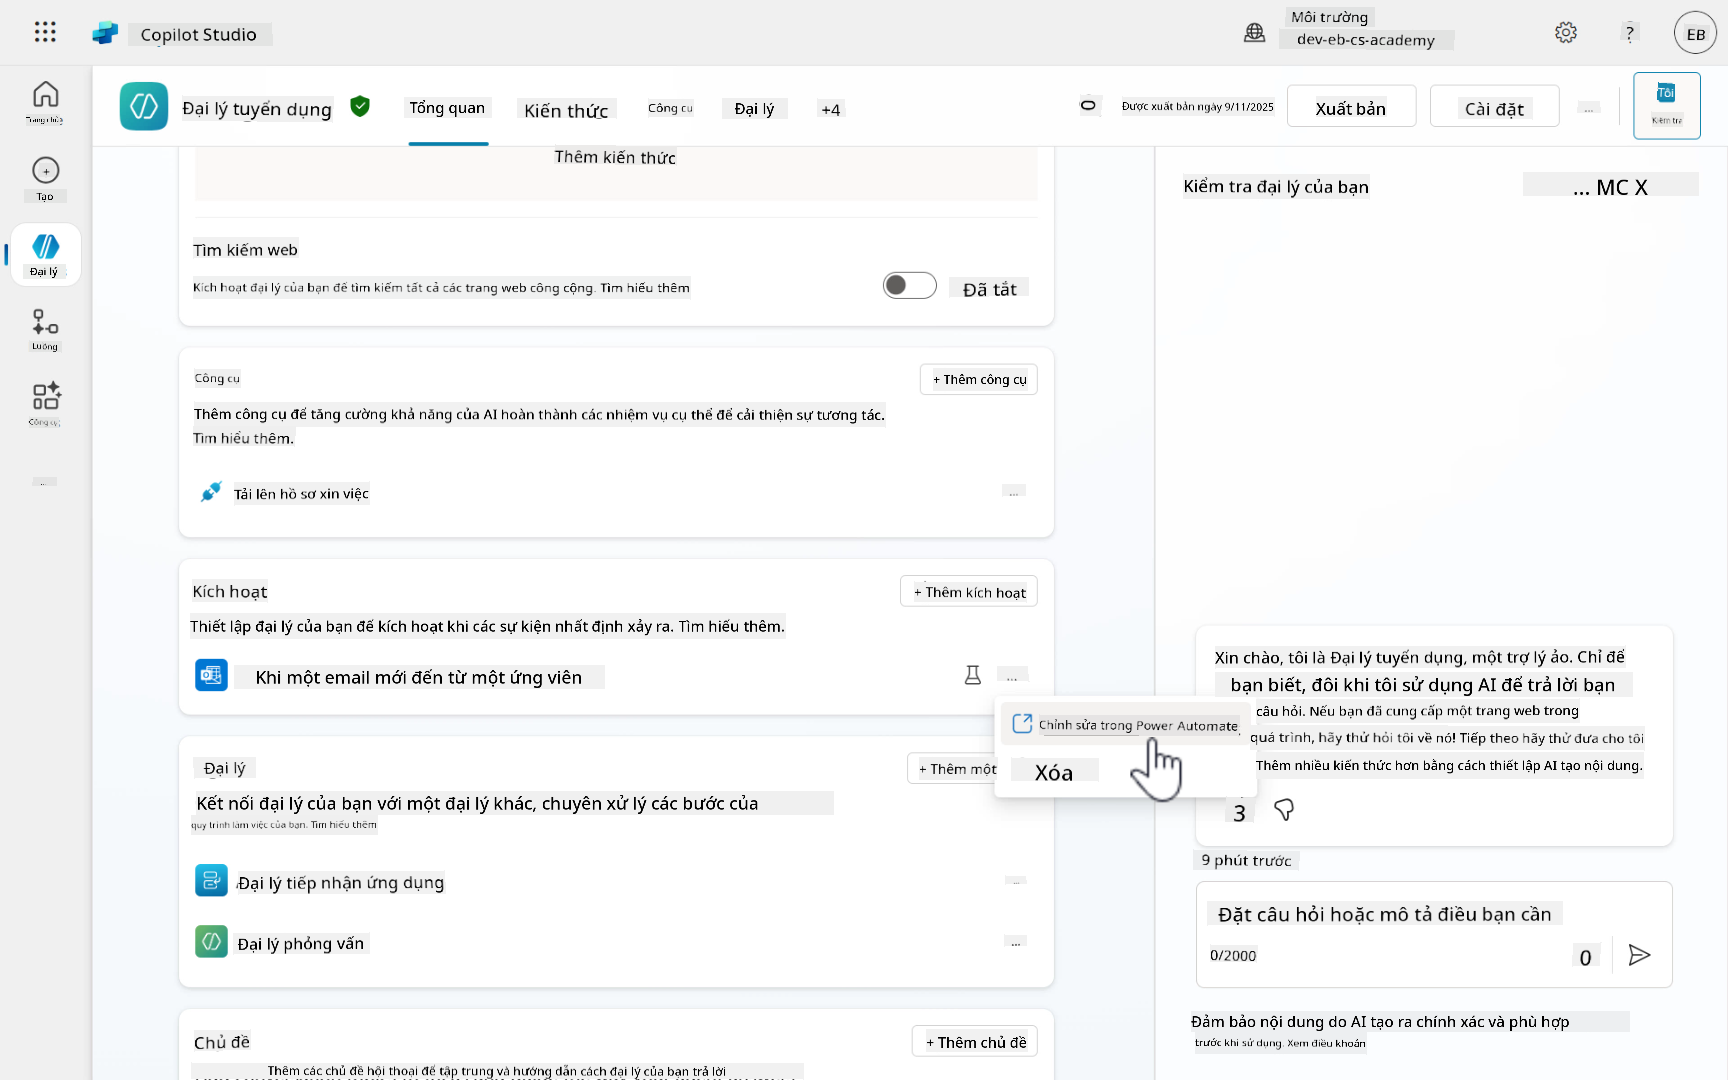 Copilot Studio
Môi trường
dev-eb-cs-academy
?
EB
Trang chủ
Tạo
Đại lý
Luồng
Công cụ
...
Đại lý tuyển dụng
Tổng quan
Kiến thức
Công cụ
Đại lý
+4
Được xuất bản ngày 9/11/2025
Xuất bản
Cài đặt
...
Tôi
Kiểm tra
Thêm kiến thức
Tìm kiếm web
Kích hoạt đại lý của bạn để tìm kiếm tất cả các trang web công cộng. Tìm hiểu thêm
Đã tắt
Công cụ
+ Thêm công cụ
Thêm công cụ để tăng cường khả năng của AI hoàn thành các nhiệm vụ cụ thể để cải thiện sự tương tác.
Tìm hiểu thêm.
Tải lên hồ sơ xin việc
...
Kích hoạt
+ Thêm kích hoạt
Thiết lập đại lý của bạn để kích hoạt khi các sự kiện nhất định xảy ra. Tìm hiểu thêm.
Khi một email mới đến từ một ứng viên
...
Chỉnh sửa trong Power Automate
Xóa
Đại lý
+ Thêm một
Kết nối đại lý của bạn với một đại lý khác, chuyên xử lý các bước của
quy trình làm việc của bạn. Tìm hiểu thêm
Đại lý tiếp nhận ứng dụng
...
Đại lý phỏng vấn
...
Chủ đề
+ Thêm chủ đề
Thêm các chủ đề hội thoại để tập trung và hướng dẫn cách đại lý của bạn trả lời
Kiểm tra đại lý của bạn
... MC X
Xin chào, tôi là Đại lý tuyển dụng, một trợ lý ảo. Chỉ để
bạn biết, đôi khi tôi sử dụng AI để trả lời bạn
câu hỏi. Nếu bạn đã cung cấp một trang web trong
quá trình, hãy thử hỏi tôi về nó! Tiếp theo hãy thử đưa cho tôi
Thêm nhiều kiến thức hơn bằng cách thiết lập AI tạo nội dung.
3
9 phút trước
Đặt câu hỏi hoặc mô tả điều bạn cần
0/2000
0
Đảm bảo nội dung do AI tạo ra chính xác và phù hợp
trước khi sử dụng. Xem điều khoản